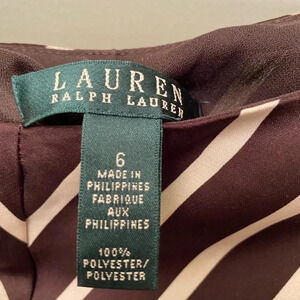 LAUREN
RALPH LAUREN
6
MADE IN
PHILIPPINES
FABRIQUE
AUX
PHILIPPINES
100%
POLYESTER/
POLYESTER